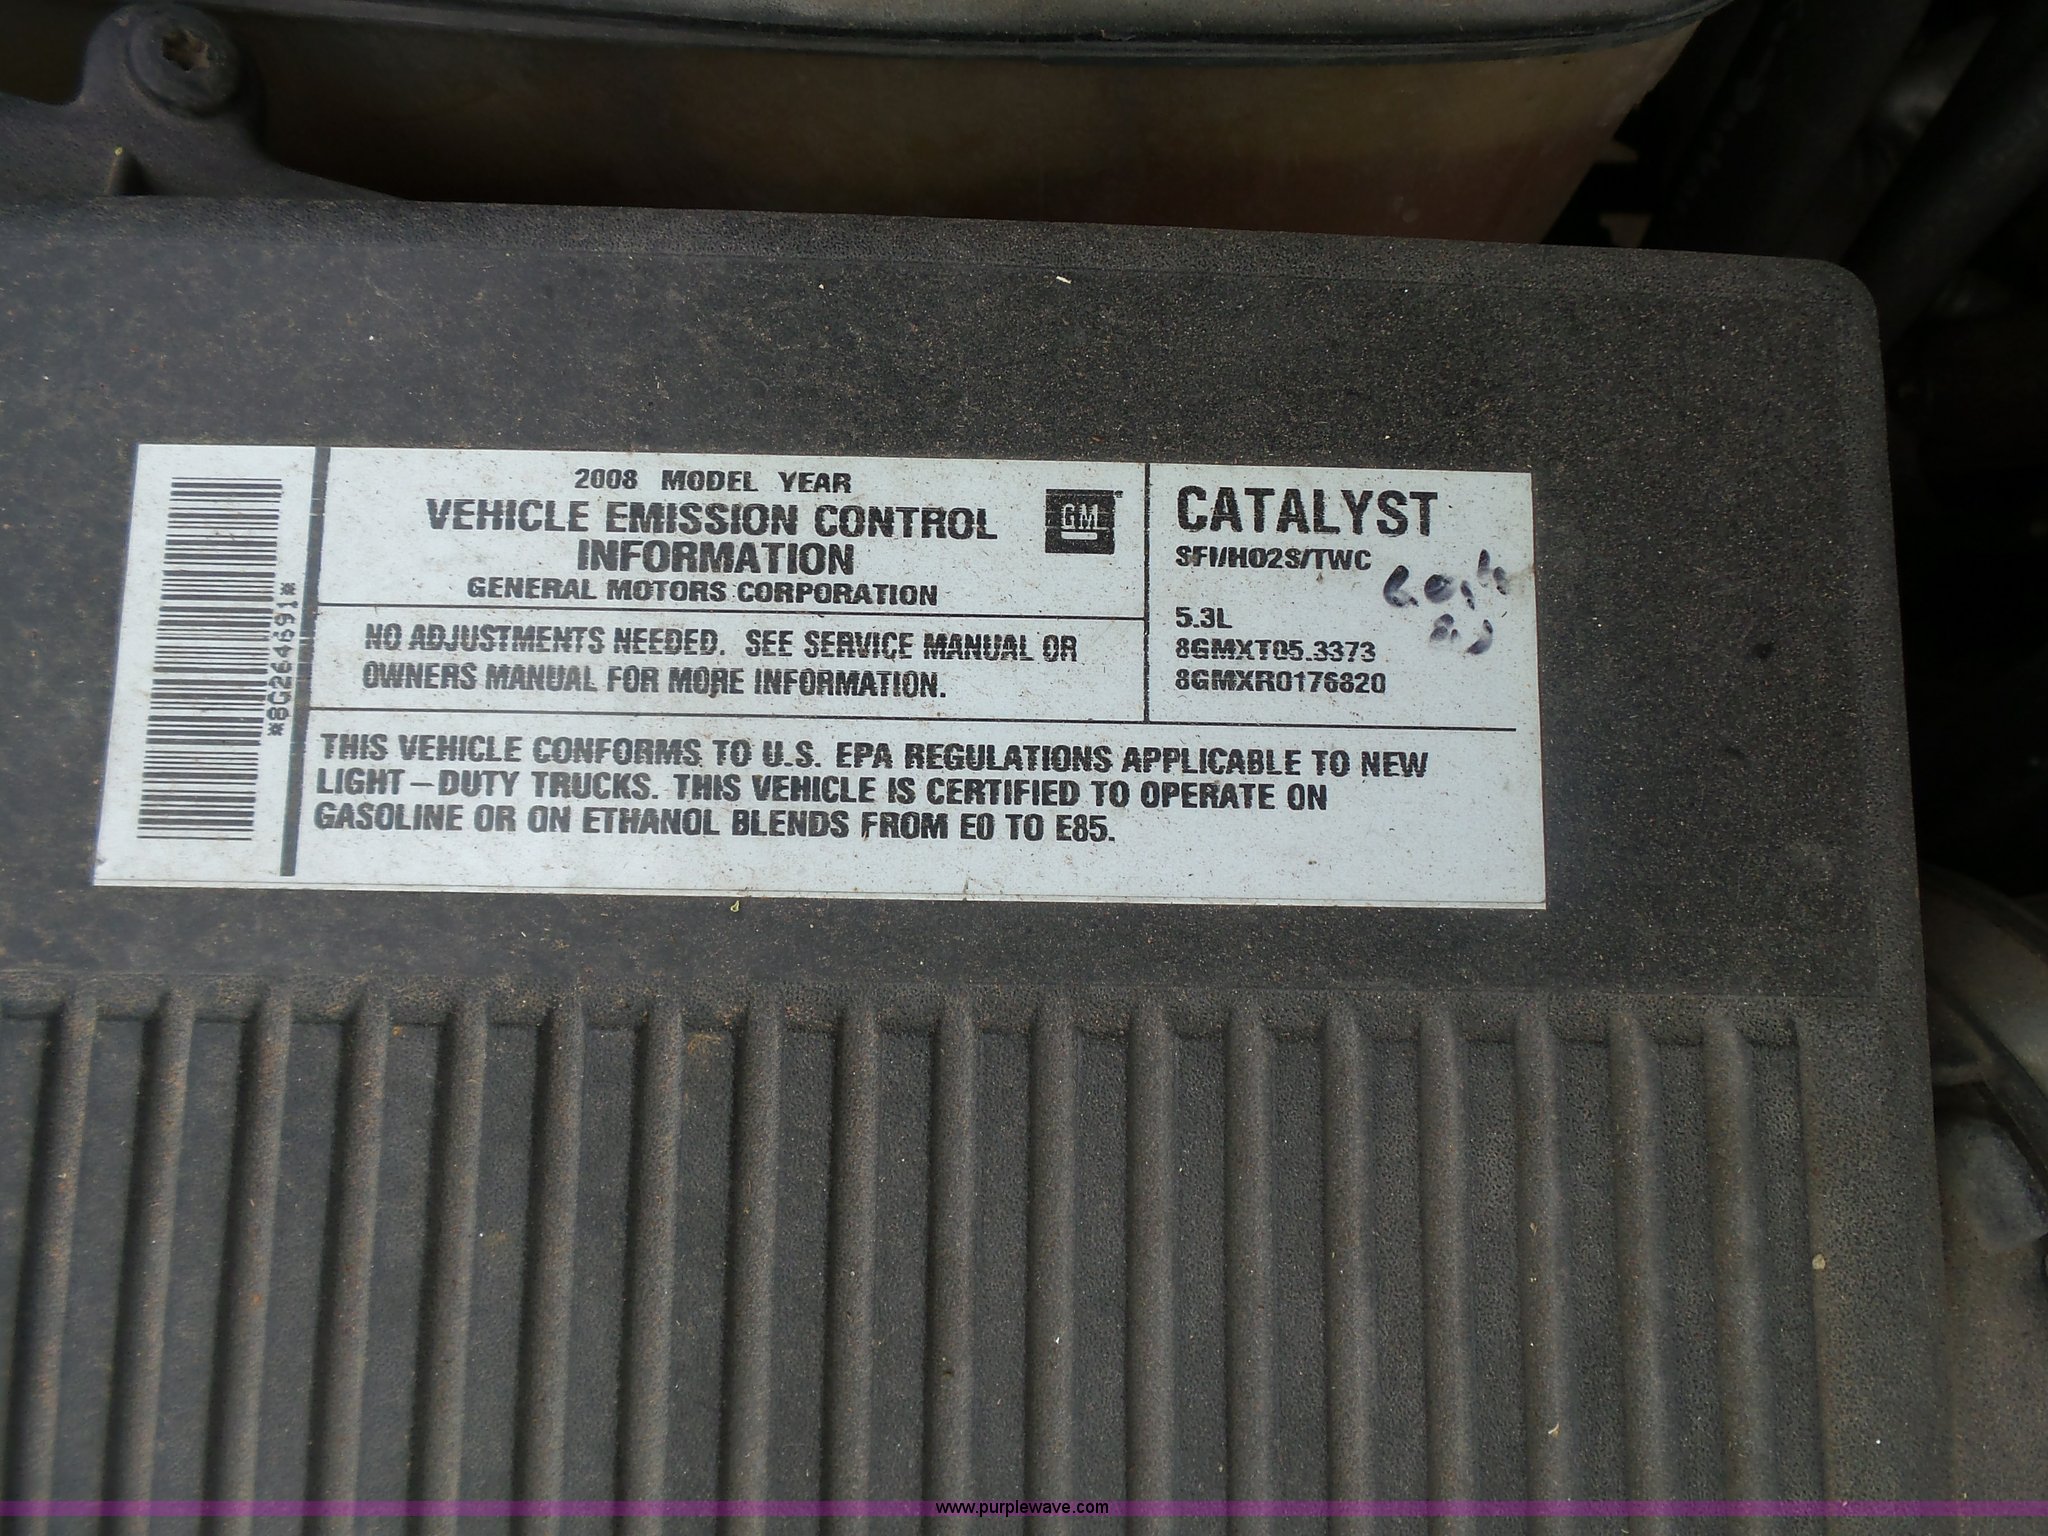 *8G264691*
2008 MODEL YEAR
VEHICLE EMISSION CONTROL
INFORMATION
GENERAL MOTORS CORPORATION
GM
NO ADJUSTMENTS NEEDED. SEE SERVICE MANUAL OR
OWNERS MANUAL FOR MORE INFORMATION.
CATALYST
SFI/HO2S/TWC
5.3L
8GMXT05.3373
8GMXR0176820
THIS VEHICLE CONFORMS TO U.S. EPA REGULATIONS APPLICABLE TO NEW
LIGHT-DUTY TRUCKS. THIS VEHICLE IS CERTIFIED TO OPERATE ON
GASOLINE OR ON ETHANOL BLENDS FROM E0 TO E85.
www.purplewave.com